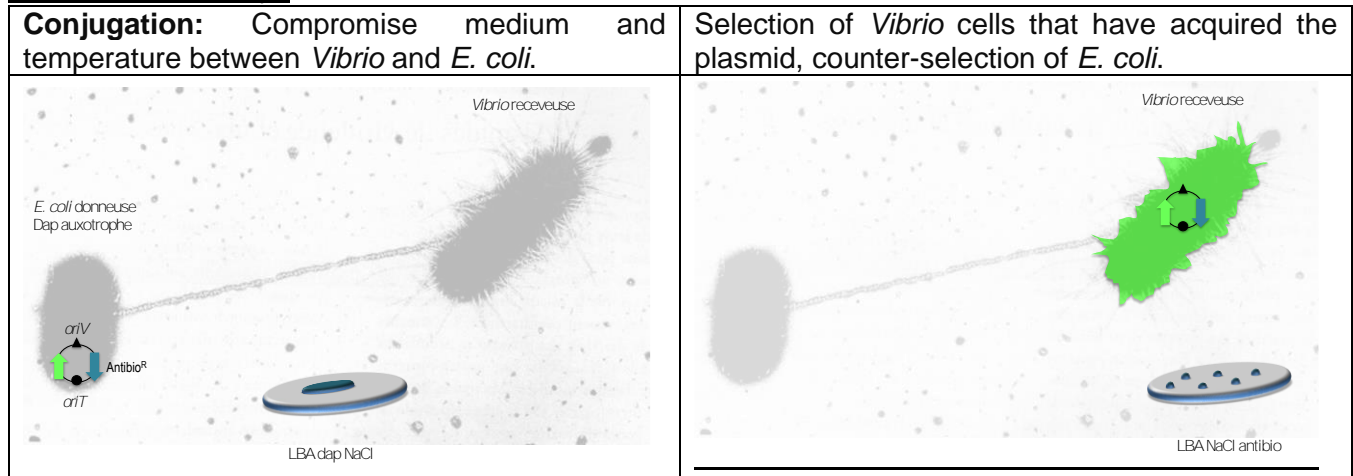 Conjugation: Compromise medium and
temperature between Vibrio and E. coli.
Selection of Vibrio cells that have acquired the
plasmid, counter-selection of E. coli.
Vibrio receveuse
E. coli donneuse
Dap auxotrophe
oriV
AntibioR
oriT
LBA dap NaCl
Vibrio receveuse
LBA NaCl antibio